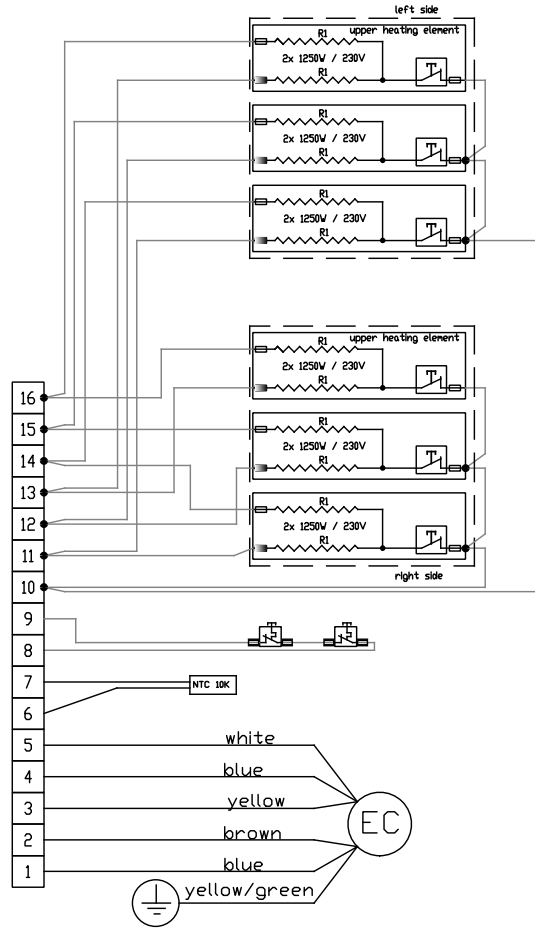 left side
R1
upper heating element
2x 1250W / 230V
R1
R1
2x 1250W / 230V
R1
R1
2x 1250W / 230V
R1
R1
upper heating element
2x 1250W / 230V
R1
R1
2x 1250W / 230V
R1
R1
2x 1250W / 230V
R1
right side
16
15
14
13
12
11
10
9
8
7
NTC 10K
6
5 white
4 blue
3 yellow
EC
2 brown
1 blue
yellow/green